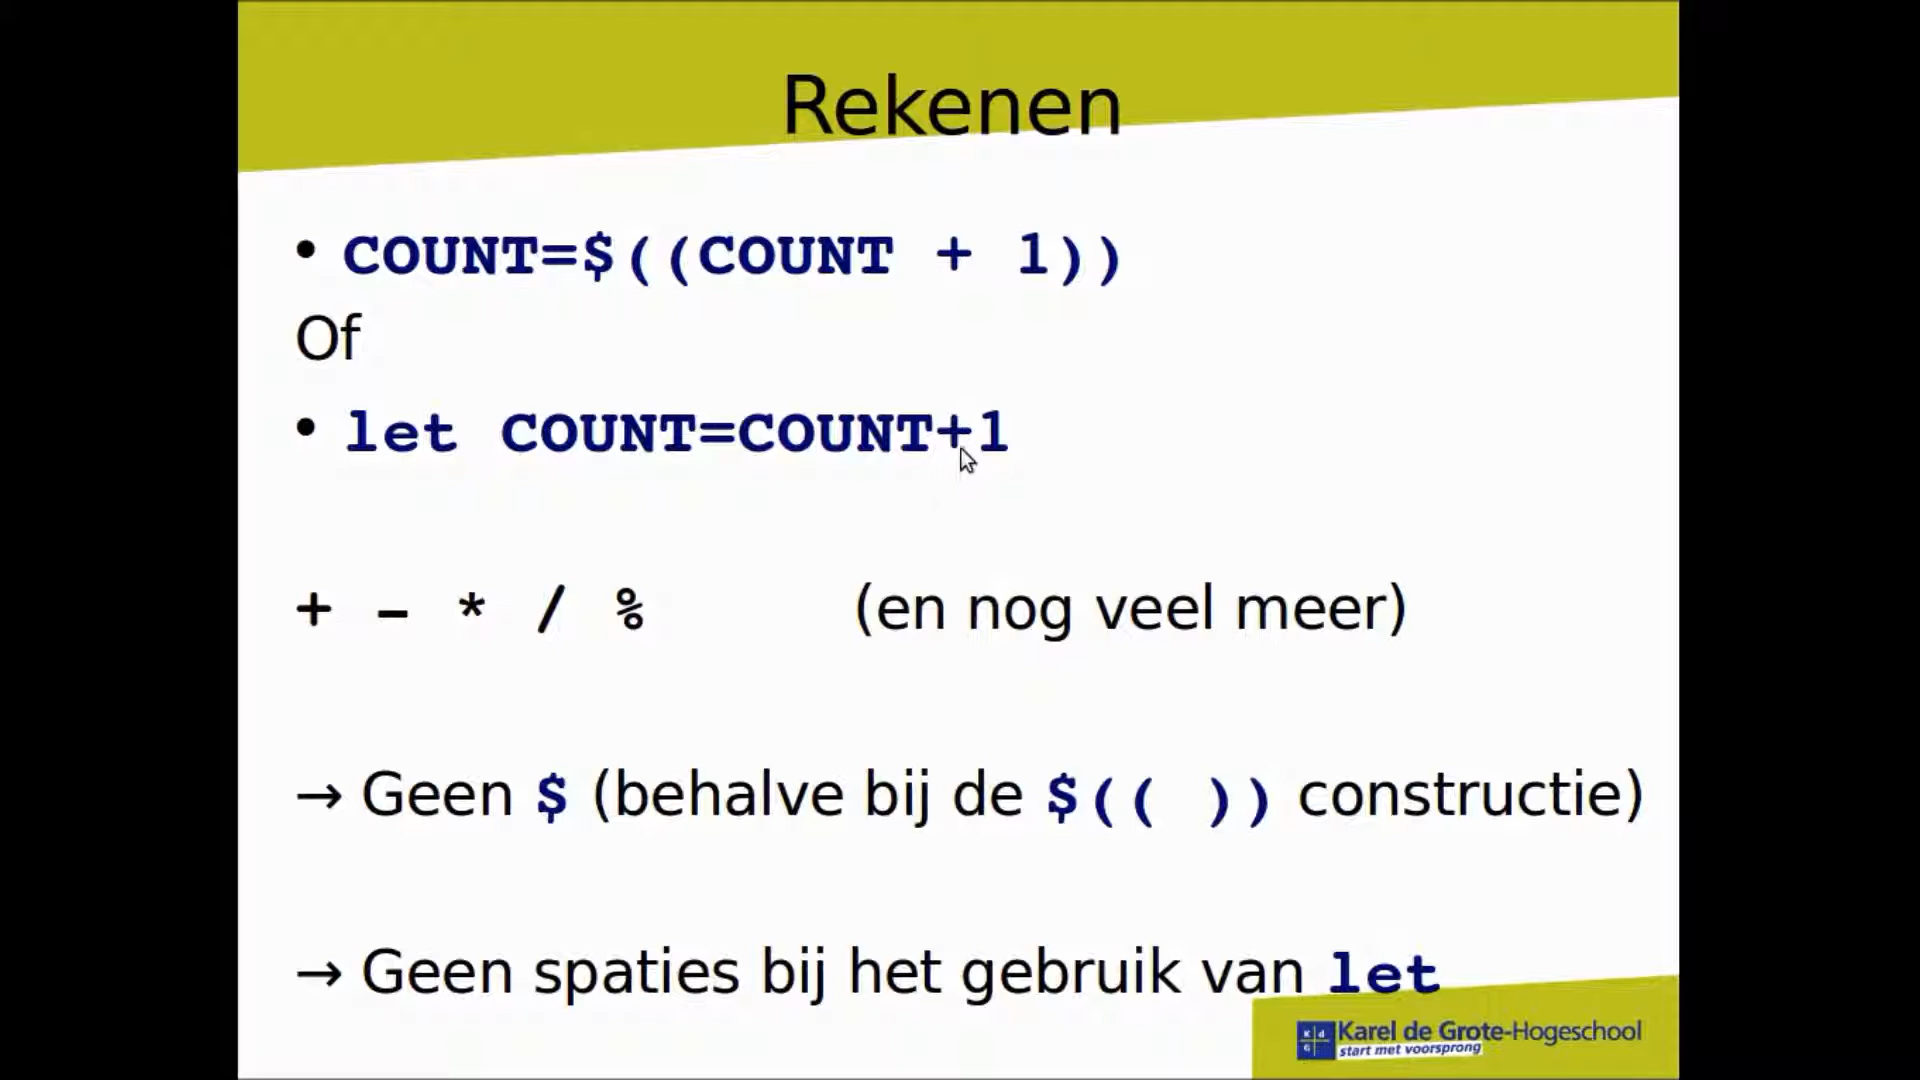 Rekenen
• COUNT=$((COUNT + 1))
Of
• let COUNT=COUNT+1
+ - * / % (en nog veel meer)
→ Geen $ (behalve bij de $(( )) constructie)
→ Geen spaties bij het gebruik van let
K d G Karel de Grote-Hogeschool
start met voorsprong